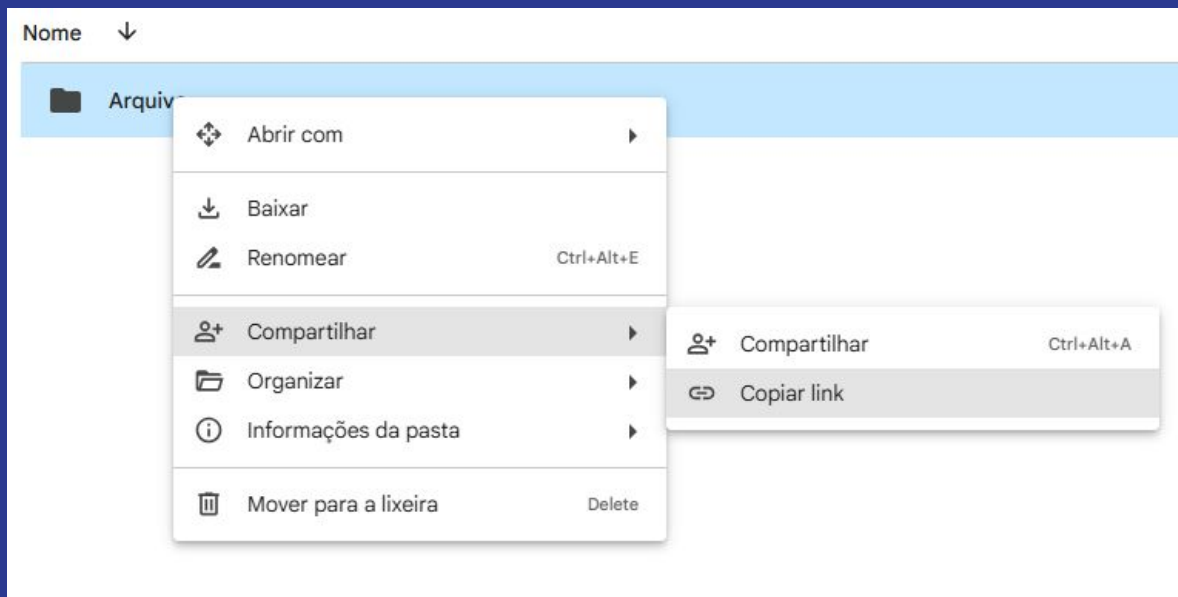 Nome
Arquivo
Abrir com
Baixar
Renomear Ctrl+Alt+E
Compartilhar
Organizar
Informações da pasta
Mover para a lixeira Delete
Compartilhar Ctrl+Alt+A
Copiar link